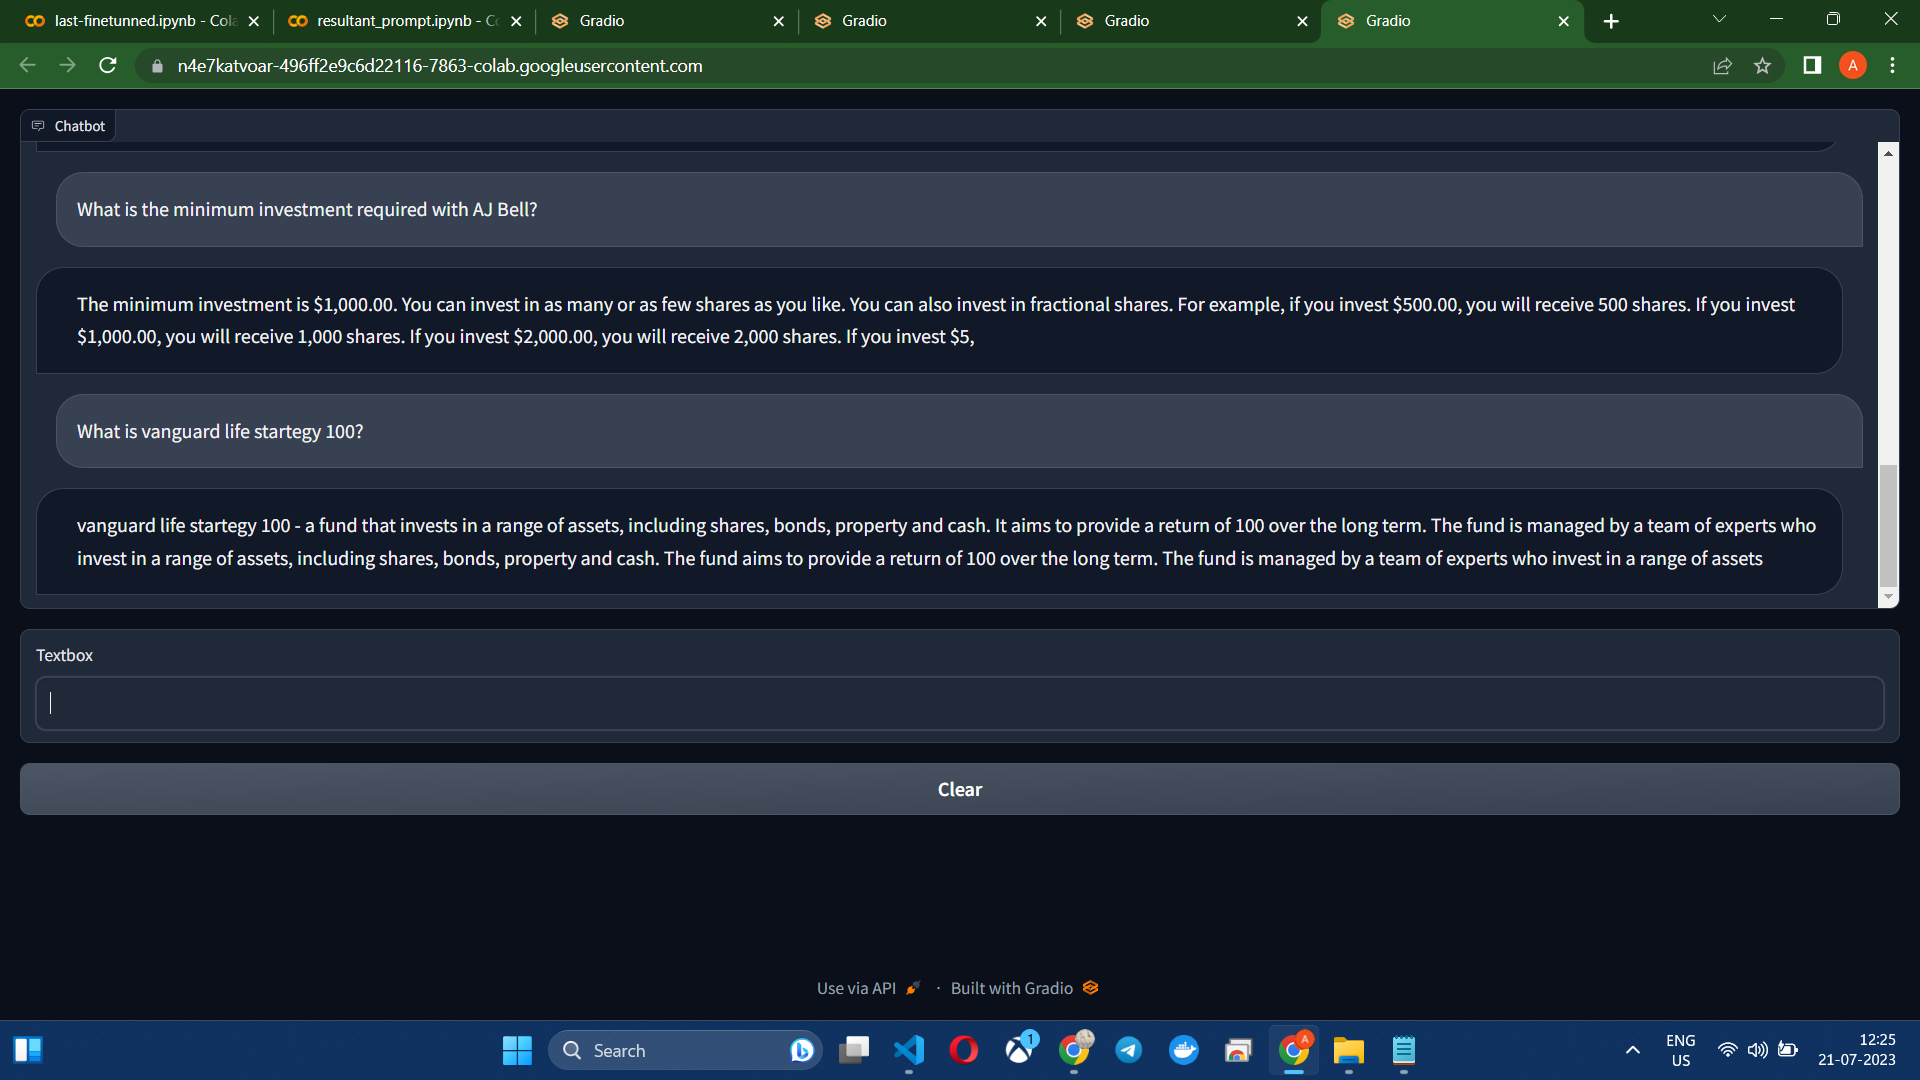 last-finetunned.ipynb - Cola
resultant_prompt.ipynb - Co
Gradio
Gradio
Gradio
Gradio
n4e7katvoar-496ff2e9c6d22116-7863-colab.googleusercontent.com
A
Chatbot
What is the minimum investment required with AJ Bell?
The minimum investment is $1,000.00. You can invest in as many or as few shares as you like. You can also invest in fractional shares. For example, if you invest $500.00, you will receive 500 shares. If you invest
$1,000.00, you will receive 1,000 shares. If you invest $2,000.00, you will receive 2,000 shares. If you invest $5,
What is vanguard life startegy 100?
vanguard life startegy 100 - a fund that invests in a range of assets, including shares, bonds, property and cash. It aims to provide a return of 100 over the long term. The fund is managed by a team of experts who
invest in a range of assets, including shares, bonds, property and cash. The fund aims to provide a return of 100 over the long term. The fund is managed by a team of experts who invest in a range of assets
Textbox
Clear
Use via API · Built with Gradio
Search
1
A
ENG
US
12:25
21-07-2023